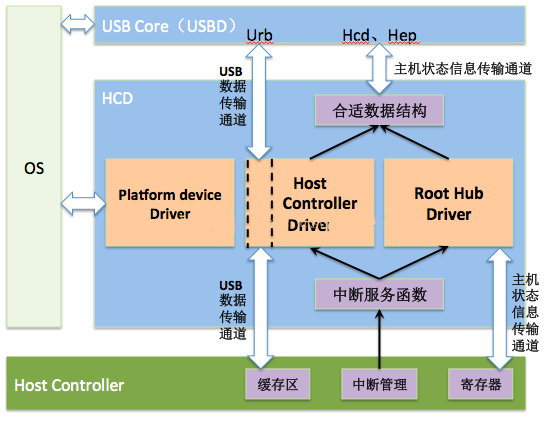 USB Core（USBD）
Urb
Hcd、Hep
USB
数据
传输
通道
主机状态信息传输通道
HCD
合适数据结构
OS
Platform device
Driver
Host
Controller
Driver
Root Hub
Driver
USB
数据
传输
通道
中断服务函数
主机
状态
信息
传输
通道
Host Controller
缓存区
中断管理
寄存器